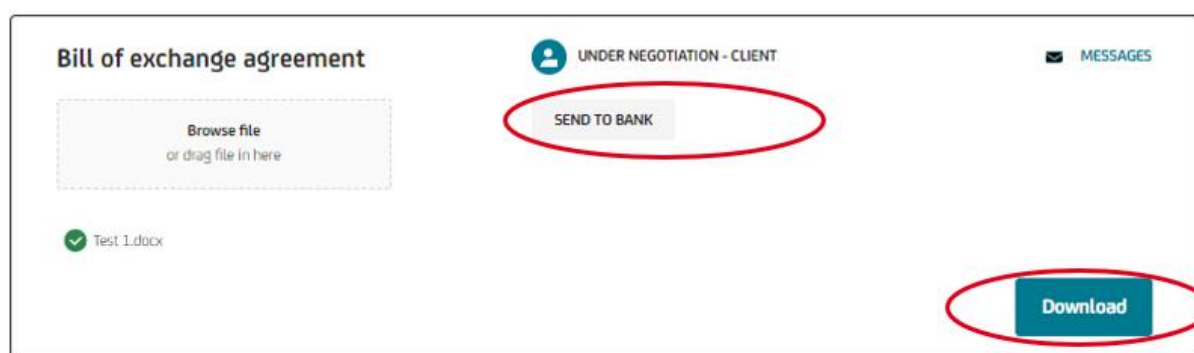 Bill of exchange agreement
UNDER NEGOTIATION - CLIENT
MESSAGES
Browse file
or drag file in here
SEND TO BANK
Test 1.docx
Download